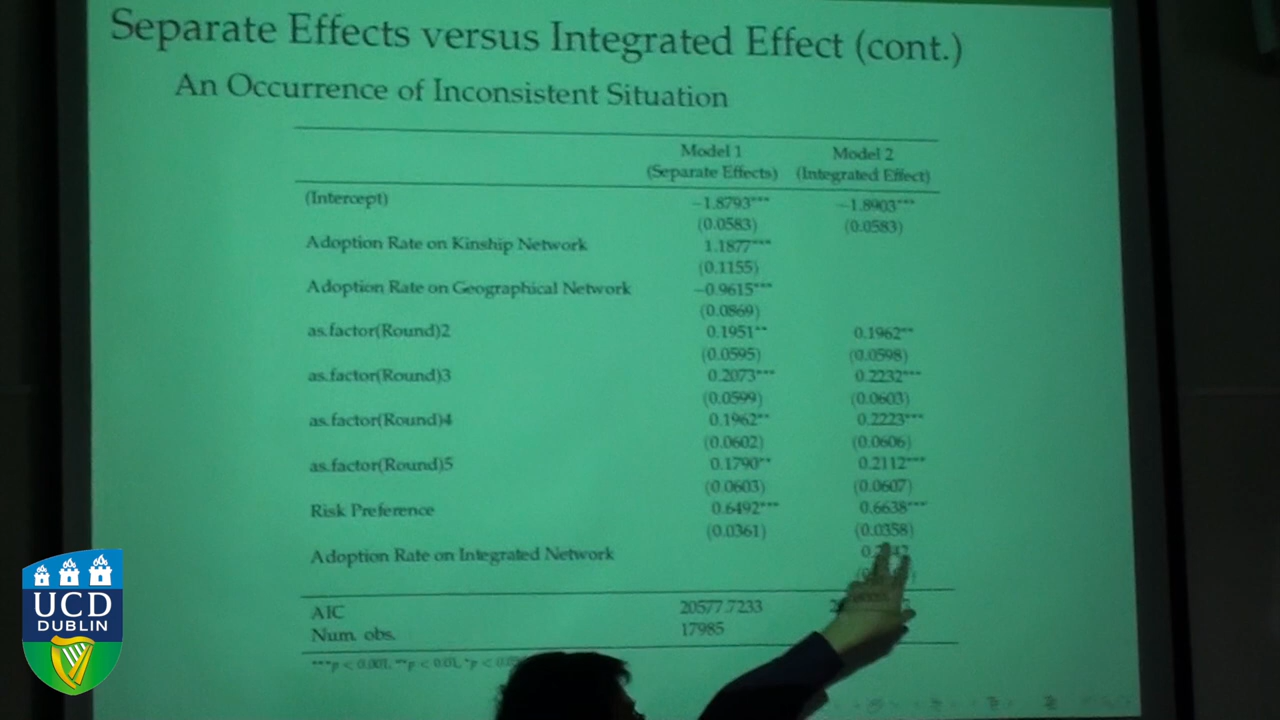 Separate Effects versus Integrated Effect (cont.)
An Occurrence of Inconsistent Situation
Model 1 Model 2
(Separate Effects) (Integrated Effect)
(Intercept) −1.8793*** −1.8903***
(0.0583) (0.0583)
Adoption Rate on Kinship Network 1.1877***
(0.1155)
Adoption Rate on Geographical Network −0.9615***
(0.0869)
as.factor(Round)2 0.1951** 0.1962**
(0.0595) (0.0598)
as.factor(Round)3 0.2073*** 0.2232***
(0.0599) (0.0603)
as.factor(Round)4 0.1962** 0.2223***
(0.0602) (0.0606)
as.factor(Round)5 0.1790** 0.2112***
(0.0603) (0.0607)
Risk Preference 0.6492*** 0.6638***
(0.0361) (0.0358)
Adoption Rate on Integrated Network
AIC 20577.7233
Num. obs. 17985
***p < 0.001, **p < 0.01, *p <
UCD
DUBLIN